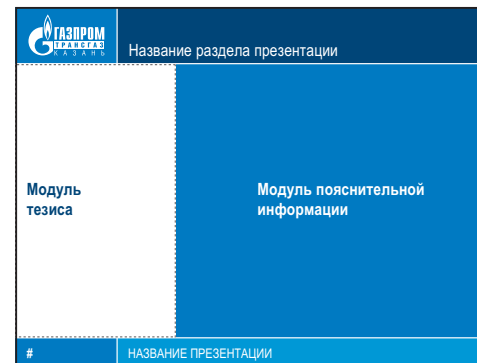 ГАЗПРОМ
ТРАНСГАЗ
КАЗАНЬ
Название раздела презентации
Модуль
тезиса
Модуль пояснительной
информации
#
НАЗВАНИЕ ПРЕЗЕНТАЦИИ